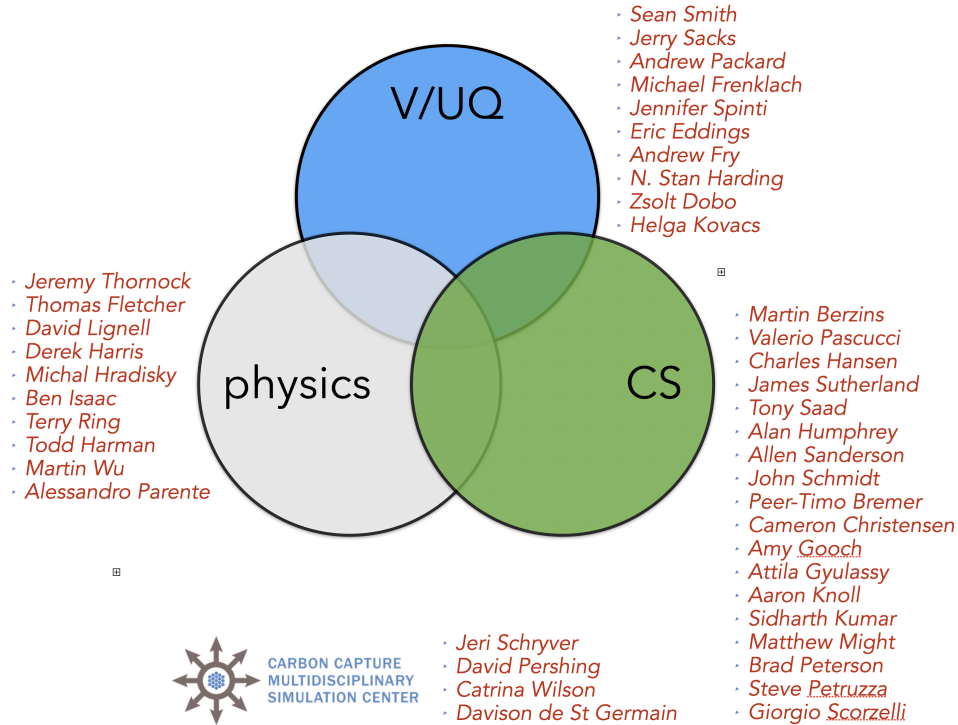 Sean Smith
Jerry Sacks
Andrew Packard
Michael Frenklach
Jennifer Spinti
Eric Eddings
Andrew Fry
N. Stan Harding
Zsolt Dobo
Helga Kovacs
V/UQ
Jeremy Thornock
Thomas Fletcher
David Lignell
Derek Harris
Michal Hradisky
Ben Isaac
Terry Ring
Todd Harman
Martin Wu
Alessandro Parente
physics
CS
Martin Berzins
Valerio Pascucci
Charles Hansen
James Sutherland
Tony Saad
Alan Humphrey
Allen Sanderson
John Schmidt
Peer-Timo Bremer
Cameron Christensen
Amy Gooch
Attila Gyulassy
Aaron Knoll
Sidharth Kumar
Matthew Might
Brad Peterson
Steve Petruzza
Giorgio Scorzelli
CARBON CAPTURE
MULTIDISCIPLINARY
SIMULATION CENTER
Jeri Schryver
David Pershing
Catrina Wilson
Davison de St Germain